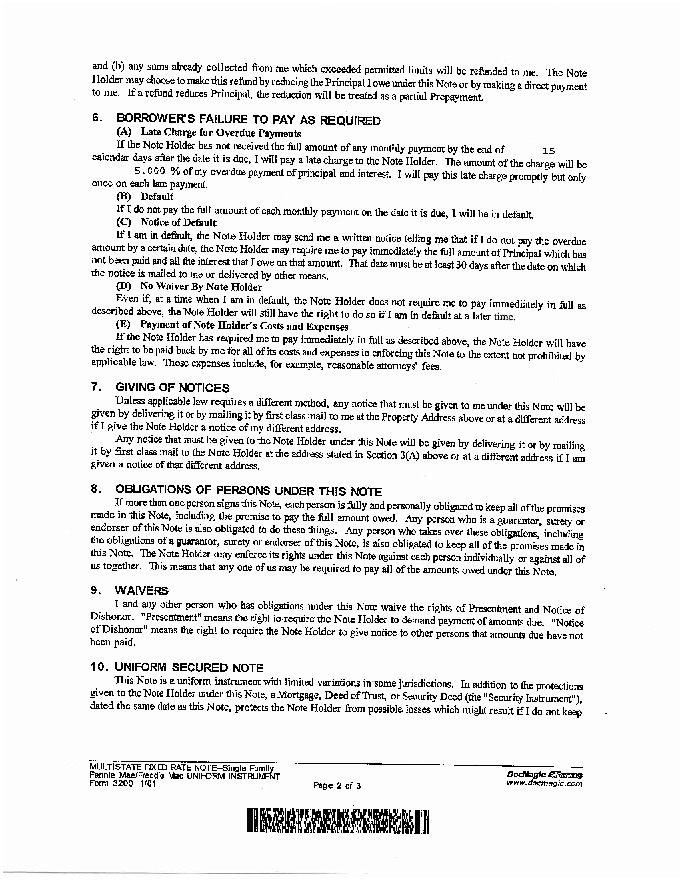 and (b) any sums already collected from me which exceeded permitted limits will be refunded to me. The Note
Holder may choose to make this refund by reducing the Principal I owe under this Note or by making a direct payment
to me. If a refund reduces Principal, the reduction will be treated as a partial Prepayment.
6. BORROWER'S FAILURE TO PAY AS REQUIRED
(A) Late Charge for Overdue Payments
If the Note Holder has not received the full amount of any monthly payment by the end of 15
calendar days after the date it is due, I will pay a late charge to the Note Holder. The amount of the charge will be
5.000 % of my overdue payment of principal and interest. I will pay this late charge promptly but only
once on each late payment.
(B) Default
If I do not pay the full amount of each monthly payment on the date it is due, I will be in default.
(C) Notice of Default
If I am in default, the Note Holder may send me a written notice telling me that if I do not pay the overdue
amount by a certain date, the Note Holder may require me to pay immediately the full amount of Principal which has
not been paid and all the interest that I owe on that amount. That date must be at least 30 days after the date on which
the notice is mailed to me or delivered by other means.
(D) No Waiver By Note Holder
Even if, at a time when I am in default, the Note Holder does not require me to pay immediately in full as
described above, the Note Holder will still have the right to do so if I am in default at a later time.
(E) Payment of Note Holder's Costs and Expenses
If the Note Holder has required me to pay immediately in full as described above, the Note Holder will have
the right to be paid back by me for all of its costs and expenses in enforcing this Note to the extent not prohibited by
applicable law. Those expenses include, for example, reasonable attorneys' fees.
7. GIVING OF NOTICES
Unless applicable law requires a different method, any notice that must be given to me under this Note will be
given by delivering it or by mailing it by first class mail to me at the Property Address above or at a different address
if I give the Note Holder a notice of my different address.
Any notice that must be given to the Note Holder under this Note will be given by delivering it or by mailing
it by first class mail to the Note Holder at the address stated in Section 3(A) above or at a different address if I am
given a notice of that different address.
8. OBLIGATIONS OF PERSONS UNDER THIS NOTE
If more than one person signs this Note, each person is fully and personally obligated to keep all of the promises
made in this Note, including the promise to pay the full amount owed. Any person who is a guarantor, surety or
endorser of this Note is also obligated to do these things. Any person who takes over these obligations, including
the obligations of a guarantor, surety or endorser of this Note, is also obligated to keep all of the promises made in
this Note. The Note Holder may enforce its rights under this Note against each person individually or against all of
us together. This means that any one of us may be required to pay all of the amounts owed under this Note.
9. WAIVERS
I and any other person who has obligations under this Note waive the rights of Presentment and Notice of
Dishonor. "Presentment" means the right to require the Note Holder to demand payment of amounts due. "Notice
of Dishonor" means the right to require the Note Holder to give notice to other persons that amounts due have not
been paid.
10. UNIFORM SECURED NOTE
This Note is a uniform instrument with limited variations in some jurisdictions. In addition to the protections
given to the Note Holder under this Note, a Mortgage, Deed of Trust, or Security Deed (the "Security Instrument"),
dated the same date as this Note, protects the Note Holder from possible losses which might result if I do not keep
MULTISTATE FIXED RATE NOTE--Single Family
Fannie Mae/Freddie Mac UNIFORM INSTRUMENT
Form 3200 1/01
Page 2 of 3
DocMagic
www.docmagic.com